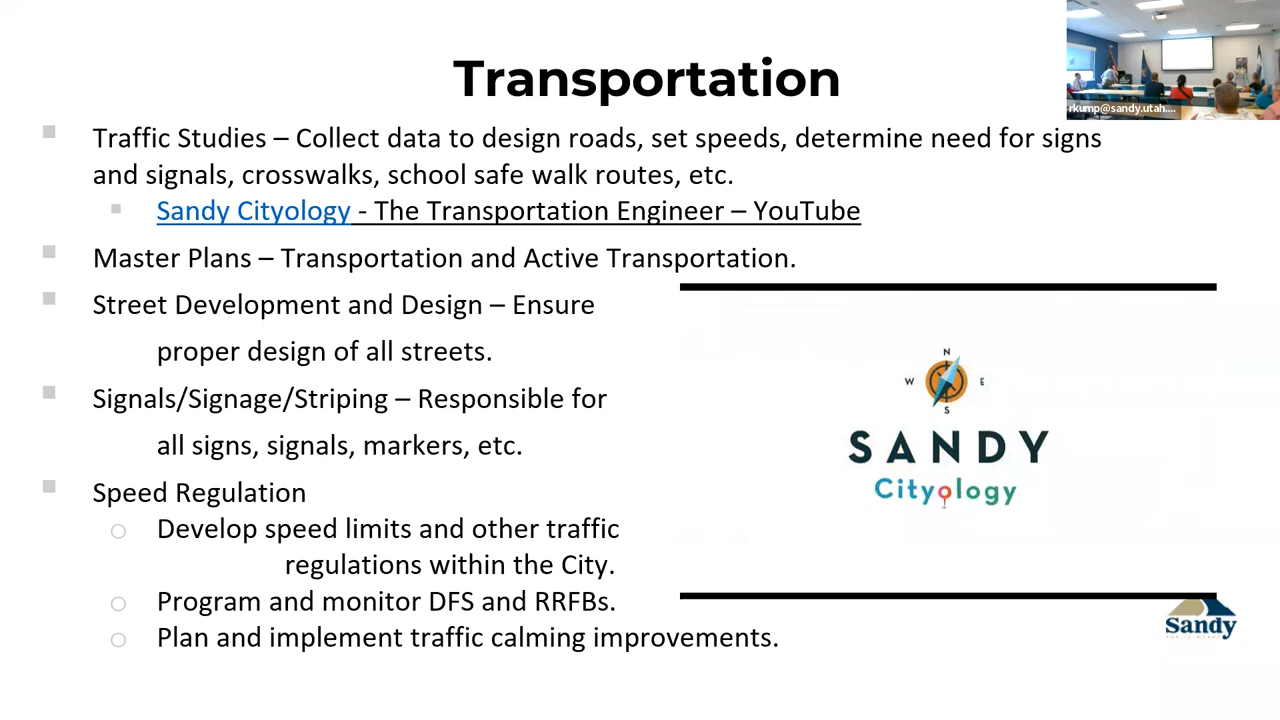 Transportation
rkump@sandy.utah....
Traffic Studies – Collect data to design roads, set speeds, determine need for signs
and signals, crosswalks, school safe walk routes, etc.
Sandy Cityology - The Transportation Engineer – YouTube
Master Plans – Transportation and Active Transportation.
Street Development and Design – Ensure
proper design of all streets.
Signals/Signage/Striping – Responsible for
all signs, signals, markers, etc.
Speed Regulation
Develop speed limits and other traffic
regulations within the City.
Program and monitor DFS and RRFBs.
Plan and implement traffic calming improvements.
N
W E
S
SANDY
Cityology
Sandy